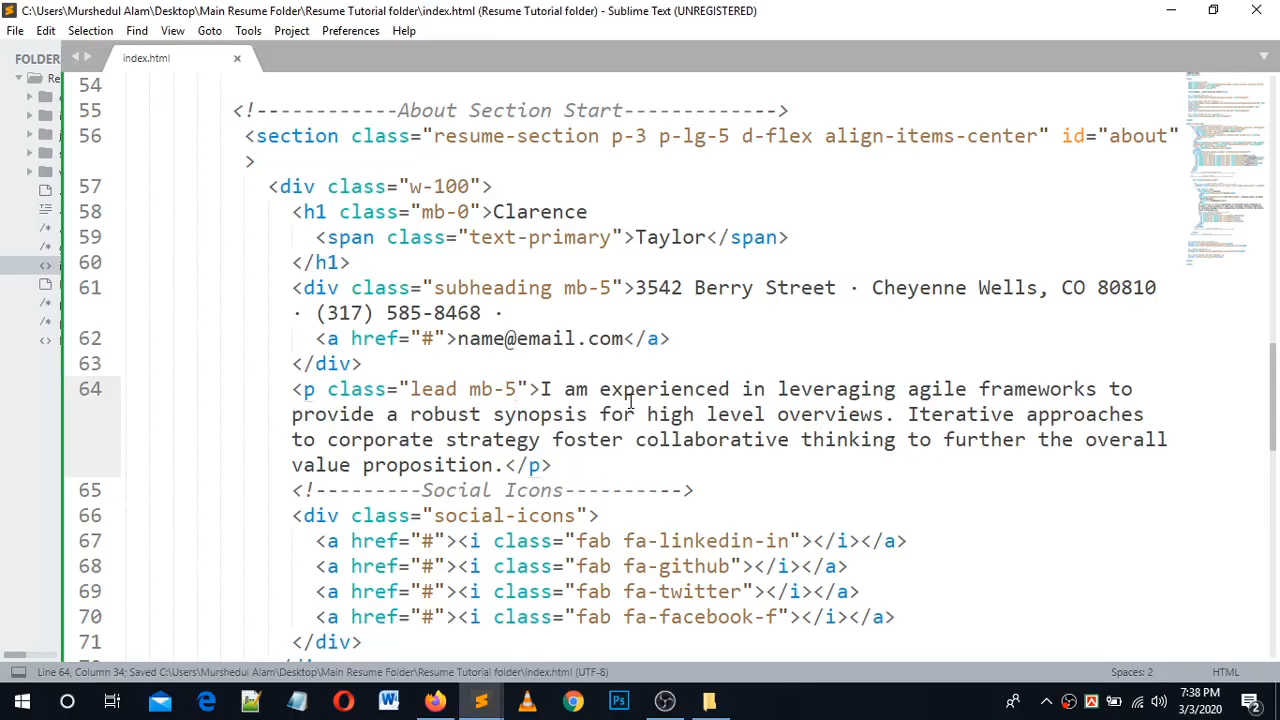 C:\Users\Murshedul Alam\Desktop\Main Resume Folder\Resume Tutorial folder\index.html (Resume Tutorial folder) - Sublime Text (UNREGISTERED)
File Edit Selection Find View Goto Tools Project Preferences Help
FOLDER
index.html
Re
54
55 <!------------About Section Start------------->
56 <section class="resume-section p-3 p-lg-5 d-flex align-items-center" id="about"
>
57 <div class="w-100">
58 <h1 class="mb-0">Clarence
59 <span class="text-primary">Taylor</span>
60 </h1>
61 <div class="subheading mb-5">3542 Berry Street · Cheyenne Wells, CO 80810
· (317) 585-8468 ·
62 <a href="#">name@email.com</a>
63 </div>
64 <p class="lead mb-5">I am experienced in leveraging agile frameworks to
provide a robust synopsis for high level overviews. Iterative approaches
to corporate strategy foster collaborative thinking to further the overall
value proposition.</p>
65 <!---------Social Icons---------->
66 <div class="social-icons">
67 <a href="#"><i class="fab fa-linkedin-in"></i></a>
68 <a href="#"><i class="fab fa-github"></i></a>
69 <a href="#"><i class="fab fa-twitter"></i></a>
70 <a href="#"><i class="fab fa-facebook-f"></i></a>
71 </div>
Line 64, Column 34; Saved C:\Users\Murshedul Alam\Desktop\Main Resume Folder\Resume Tutorial folder\index.html (UTF-8)
Spaces: 2
HTML
7:38 PM
3/3/2020